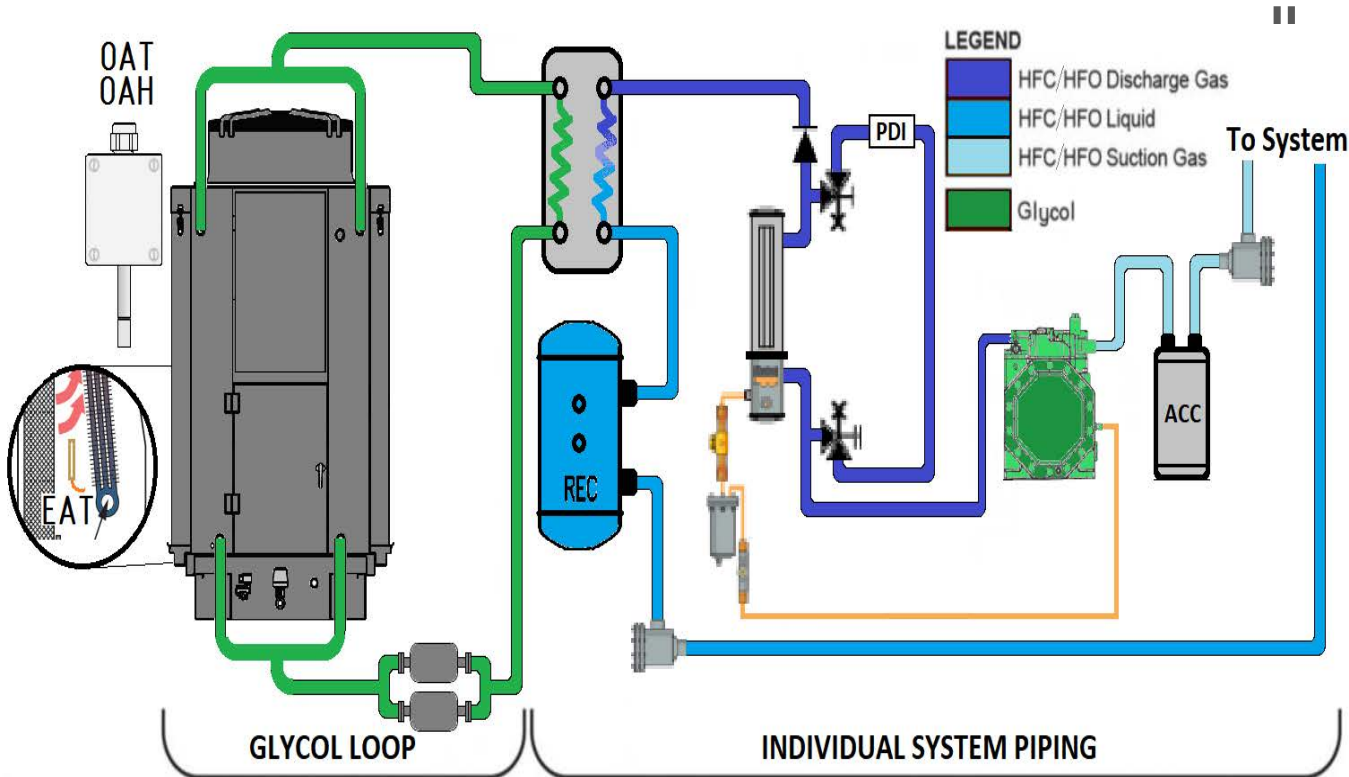 OAT
OAH
LEGEND
HFC/HFO Discharge Gas
HFC/HFO Liquid
HFC/HFO Suction Gas
Glycol
PDI
To System
ACC
REC
EAT
GLYCOL LOOP
INDIVIDUAL SYSTEM PIPING